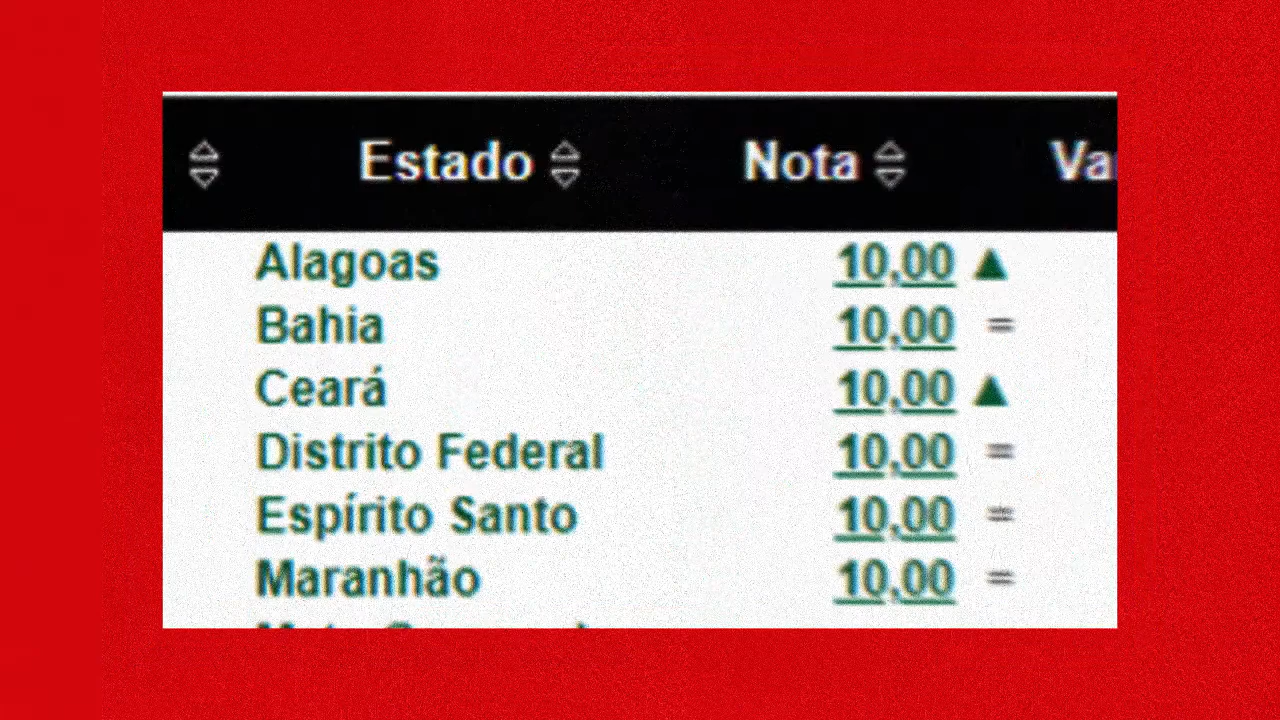 Estado Nota
Alagoas 10,00 ▲
Bahia 10,00 =
Ceará 10,00 ▲
Distrito Federal 10,00 =
Espírito Santo 10,00 =
Maranhão 10,00 =